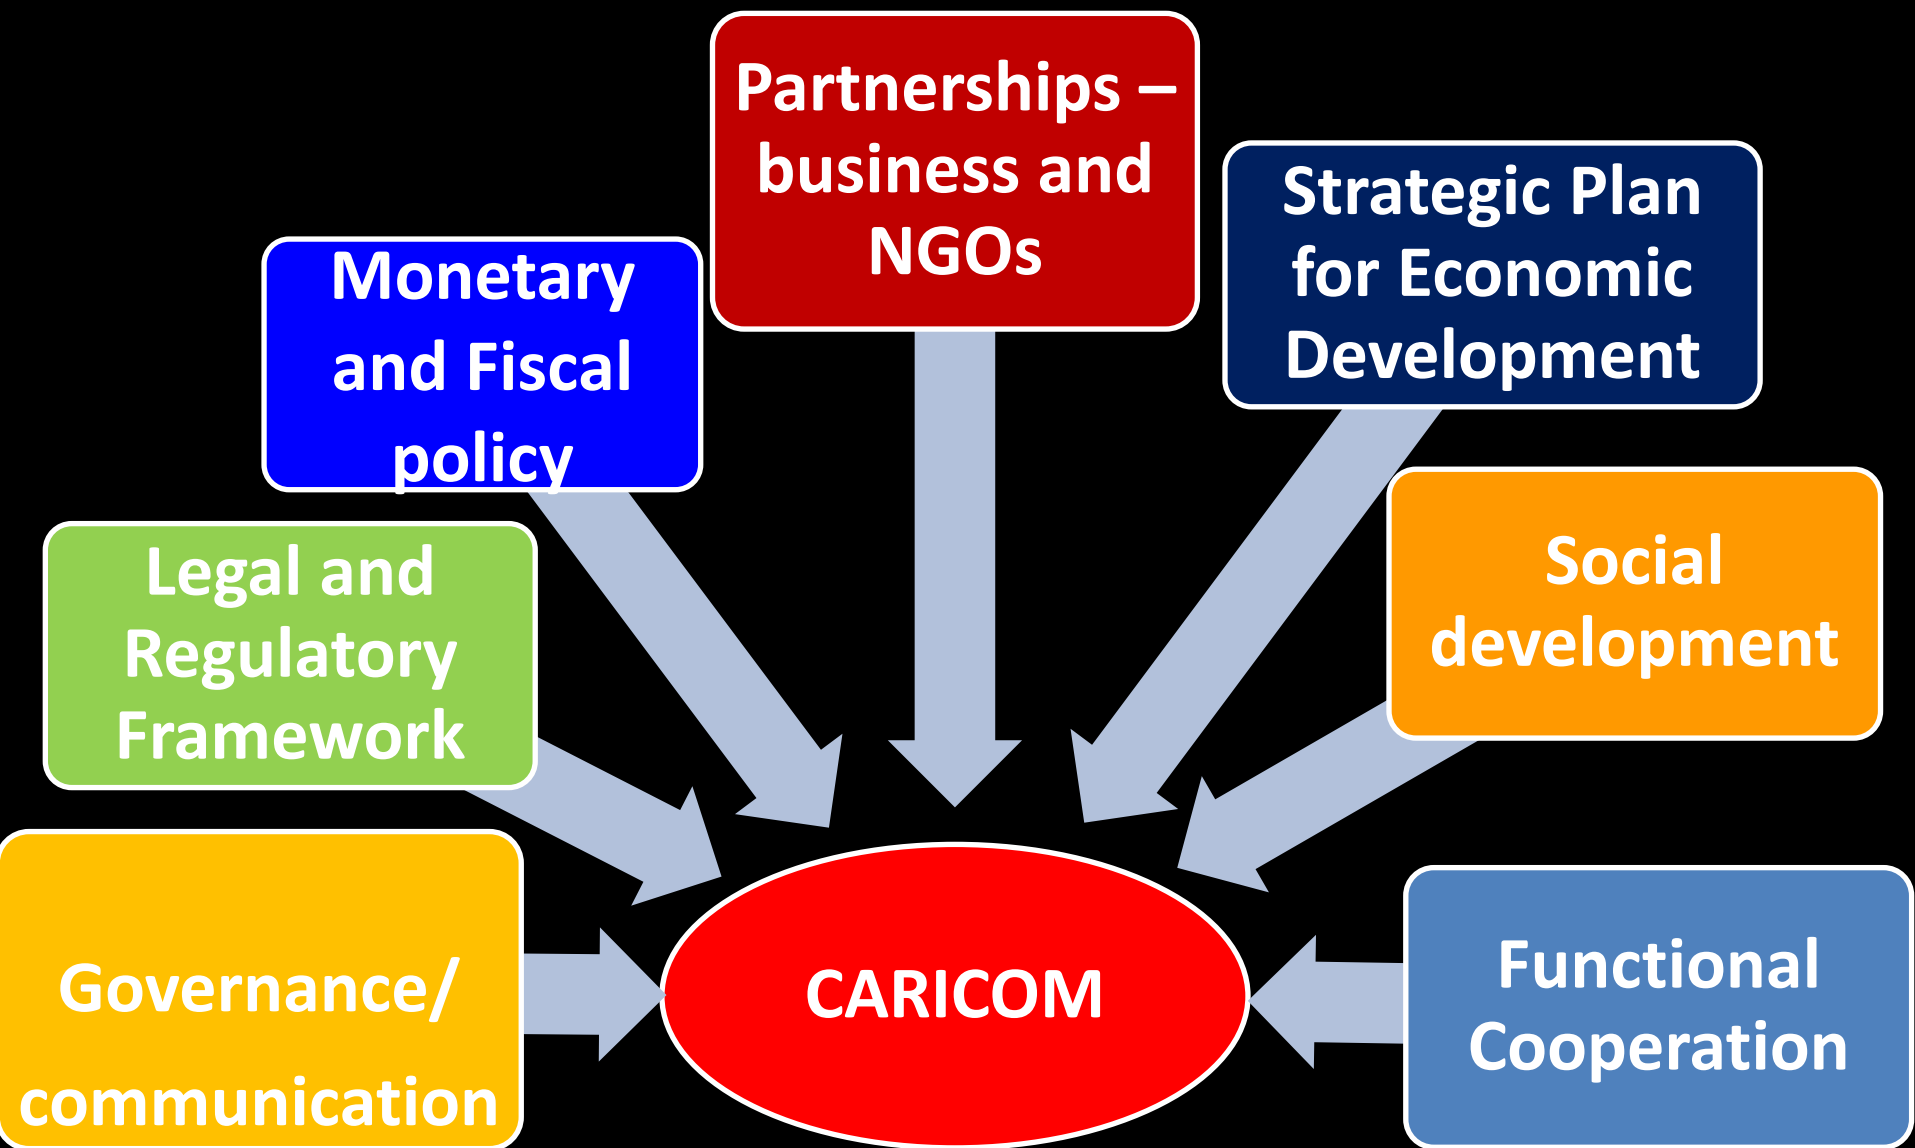 Partnerships –
business and
NGOs
Strategic Plan
for Economic
Development
Monetary
and Fiscal
policy
Social
development
Legal and
Regulatory
Framework
Governance/
communication
CARICOM
Functional
Cooperation